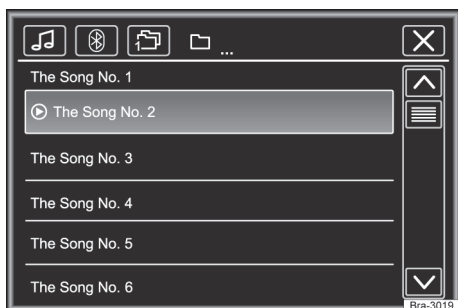 ...
The Song No. 1
The Song No. 2
The Song No. 3
The Song No. 4
The Song No. 5
The Song No. 6
Bra-3019